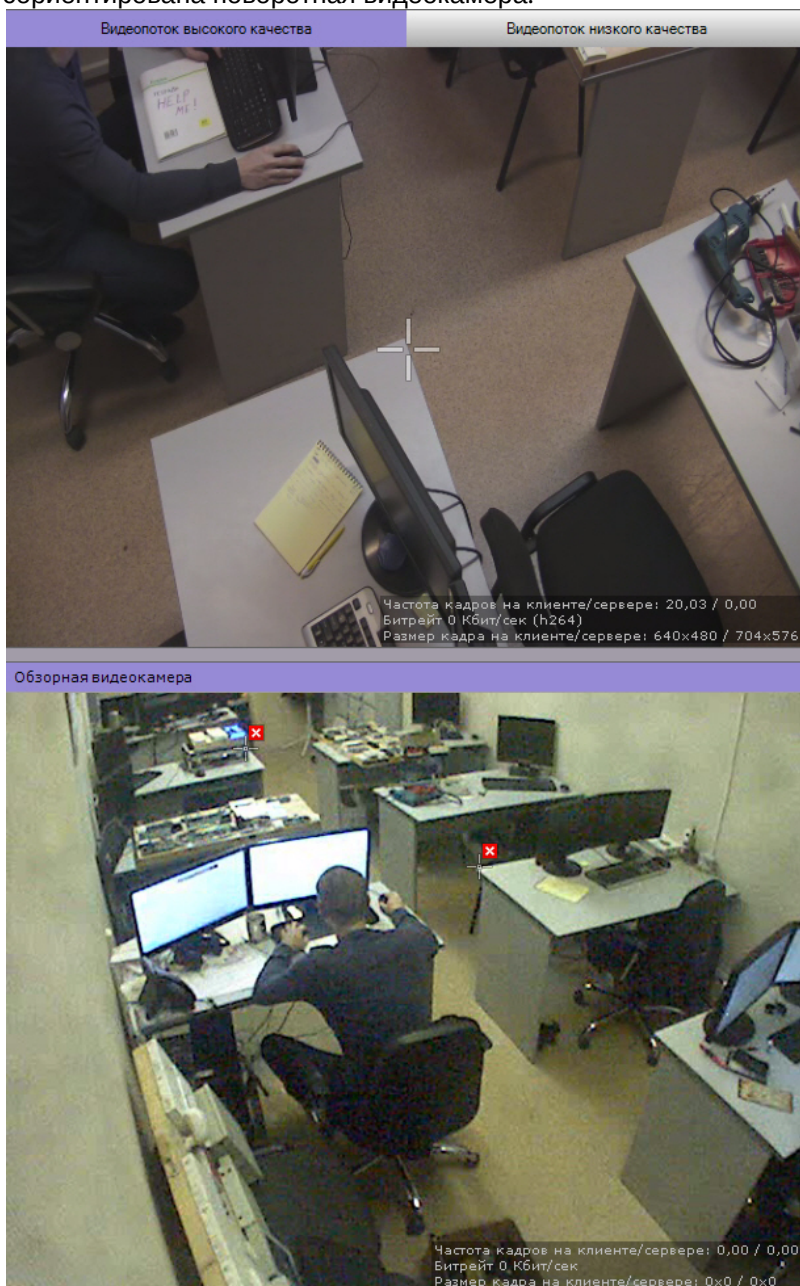 сориентирована поворотная видеокамера.
Видеопоток высокого качества
Видеопоток низкого качества
HELP
ME!
Частота кадров на клиенте/сервере: 20,03 / 0,00
Битрейт 0 Кбит/сек (h264)
Размер кадра на клиенте/сервере: 640x480 / 704x576
Обзорная видеокамера
Частота кадров на клиенте/сервере: 0,00 / 0,00
Битрейт 0 Кбит/сек
Размер кадра на клиенте/сервере: 0x0 / 0x0